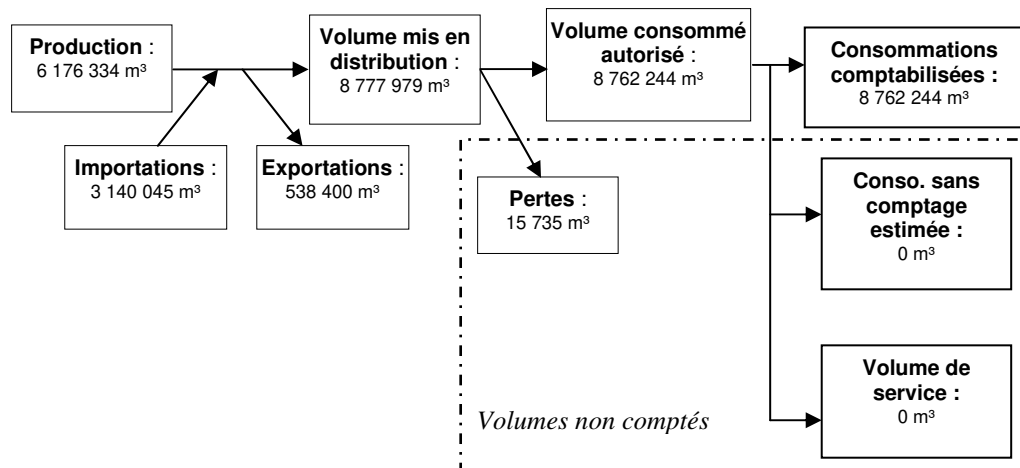 Production :
6 176 334 m³
Volume mis en
distribution :
8 777 979 m³
Volume consommé
autorisé :
8 762 244 m³
Consommations
comptabilisées :
8 762 244 m³
Importations :
3 140 045 m³
Exportations :
538 400 m³
Pertes :
15 735 m³
Conso. sans
comptage
estimée :
0 m³
Volume de
service :
0 m³
Volumes non comptés